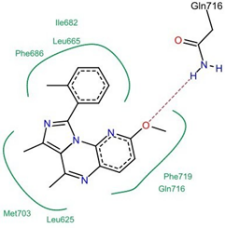 Gln716
Ile682
Leu665
Phe686
O
N
H
H
N
N
N
O
N
N
Phe719
Gln716
Met703
Leu625